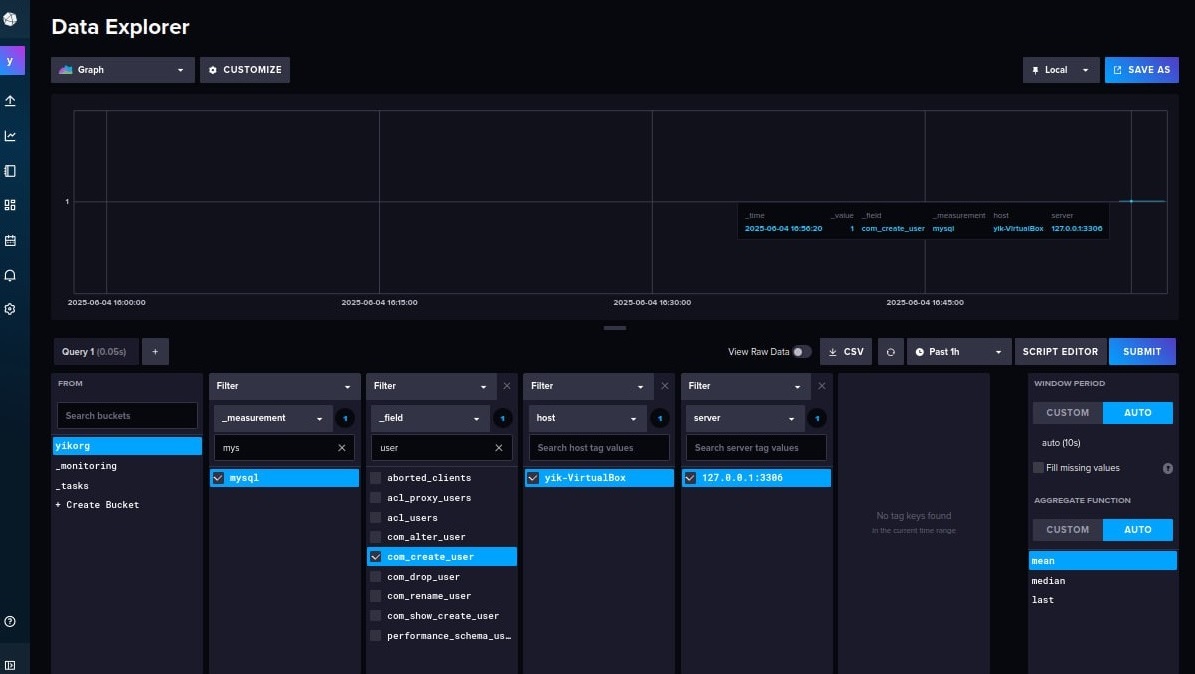 Data Explorer
y
Graph
CUSTOMIZE
Local
SAVE AS
1
_time _value _field _measurement host server
2025-06-04 16:56:20 1 com_create_user mysql yik-VirtualBox 127.0.0.1:3306
2025-06-04 16:00:00 2025-06-04 16:15:00 2025-06-04 16:30:00 2025-06-04 16:45:00
Query 1 (0.05s)
+
View Raw Data
CSV
Past 1h
SCRIPT EDITOR
SUBMIT
FROM
Search buckets
yikorg
_monitoring
_tasks
+ Create Bucket
Filter
_measurement
1
mys
mysql
Filter
_field
1
user
aborted_clients
acl_proxy_users
acl_users
com_alter_user
com_create_user
com_drop_user
com_rename_user
com_show_create_user
performance_schema_us...
Filter
host
1
Search host tag values
yik-VirtualBox
Filter
server
1
Search server tag values
127.0.0.1:3306
No tag keys found
in the current time range
WINDOW PERIOD
CUSTOM AUTO
auto (10s)
Fill missing values
AGGREGATE FUNCTION
CUSTOM AUTO
mean
median
last